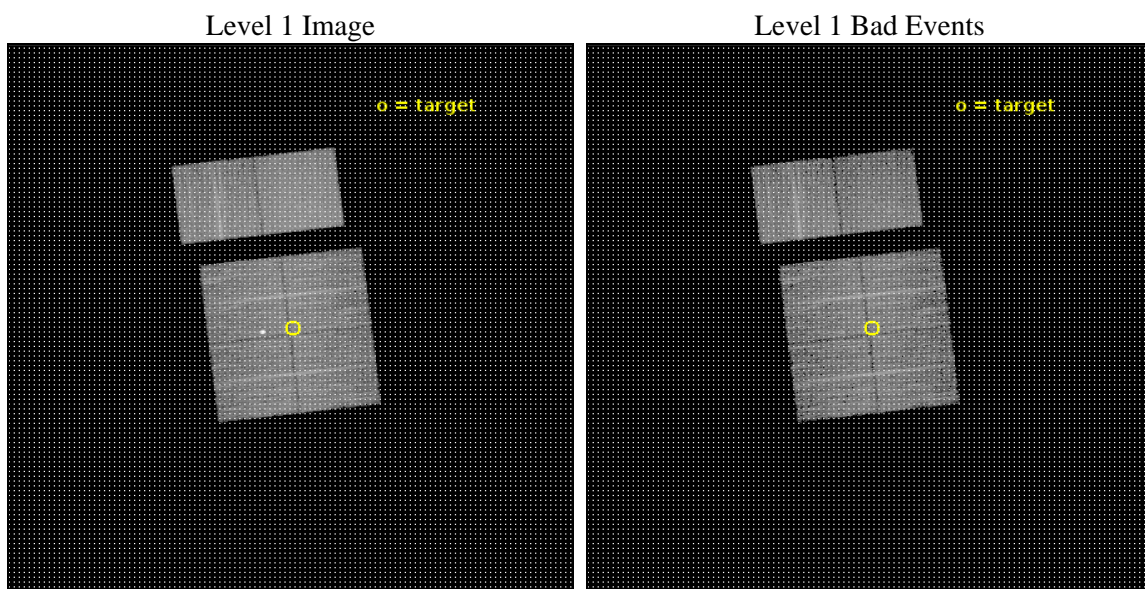 Level 1 Image
Level 1 Bad Events
o = target
o = target